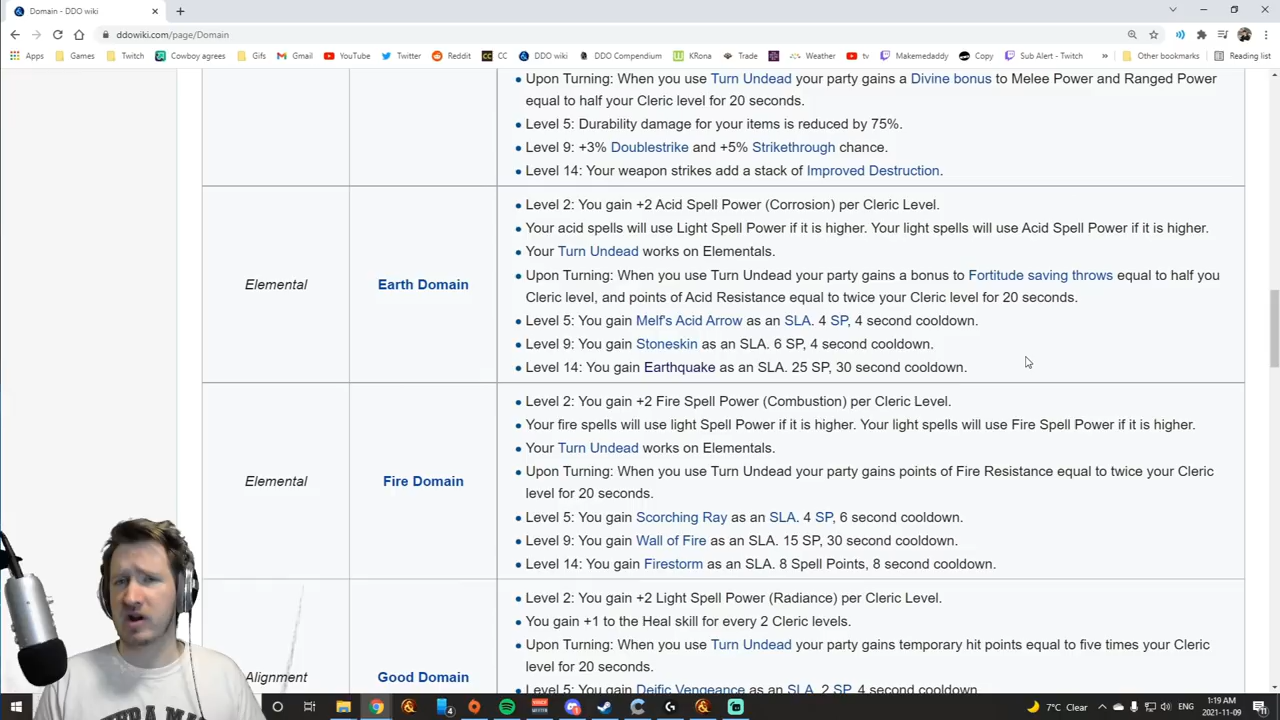 Domain - DDO wiki
ddowiki.com/page/Domain
Apps Games Twitch Cowboy agrees Gifs Gmail YouTube Twitter Reddit CC DDO wiki DDO Compendium KRona Trade Weather tv Makemedaddy Copy Sub Alert - Twitch » Other bookmarks Reading list
Upon Turning: When you use Turn Undead your party gains a Divine bonus to Melee Power and Ranged Power
equal to half your Cleric level for 20 seconds.
Level 5: Durability damage for your items is reduced by 75%.
Level 9: +3% Doublestrike and +5% Strikethrough chance.
Level 14: Your weapon strikes add a stack of Improved Destruction.
Elemental
Earth Domain
Level 2: You gain +2 Acid Spell Power (Corrosion) per Cleric Level.
Your acid spells will use Light Spell Power if it is higher. Your light spells will use Acid Spell Power if it is higher.
Your Turn Undead works on Elementals.
Upon Turning: When you use Turn Undead your party gains a bonus to Fortitude saving throws equal to half you
Cleric level, and points of Acid Resistance equal to twice your Cleric level for 20 seconds.
Level 5: You gain Melf's Acid Arrow as an SLA. 4 SP, 4 second cooldown.
Level 9: You gain Stoneskin as an SLA. 6 SP, 4 second cooldown.
Level 14: You gain Earthquake as an SLA. 25 SP, 30 second cooldown.
Elemental
Fire Domain
Level 2: You gain +2 Fire Spell Power (Combustion) per Cleric Level.
Your fire spells will use light Spell Power if it is higher. Your light spells will use Fire Spell Power if it is higher.
Your Turn Undead works on Elementals.
Upon Turning: When you use Turn Undead your party gains points of Fire Resistance equal to twice your Cleric
level for 20 seconds.
Level 5: You gain Scorching Ray as an SLA. 4 SP, 6 second cooldown.
Level 9: You gain Wall of Fire as an SLA. 15 SP, 30 second cooldown.
Level 14: You gain Firestorm as an SLA. 8 Spell Points, 8 second cooldown.
Alignment
Good Domain
Level 2: You gain +2 Light Spell Power (Radiance) per Cleric Level.
You gain +1 to the Heal skill for every 2 Cleric levels.
Upon Turning: When you use Turn Undead your party gains temporary hit points equal to five times your Cleric
level for 20 seconds.
Level 5: You gain Deific Vengeance as an SLA. 2 SP, 4 second cooldown.
7°C Clear
ENG
1:19 AM
2021-11-09